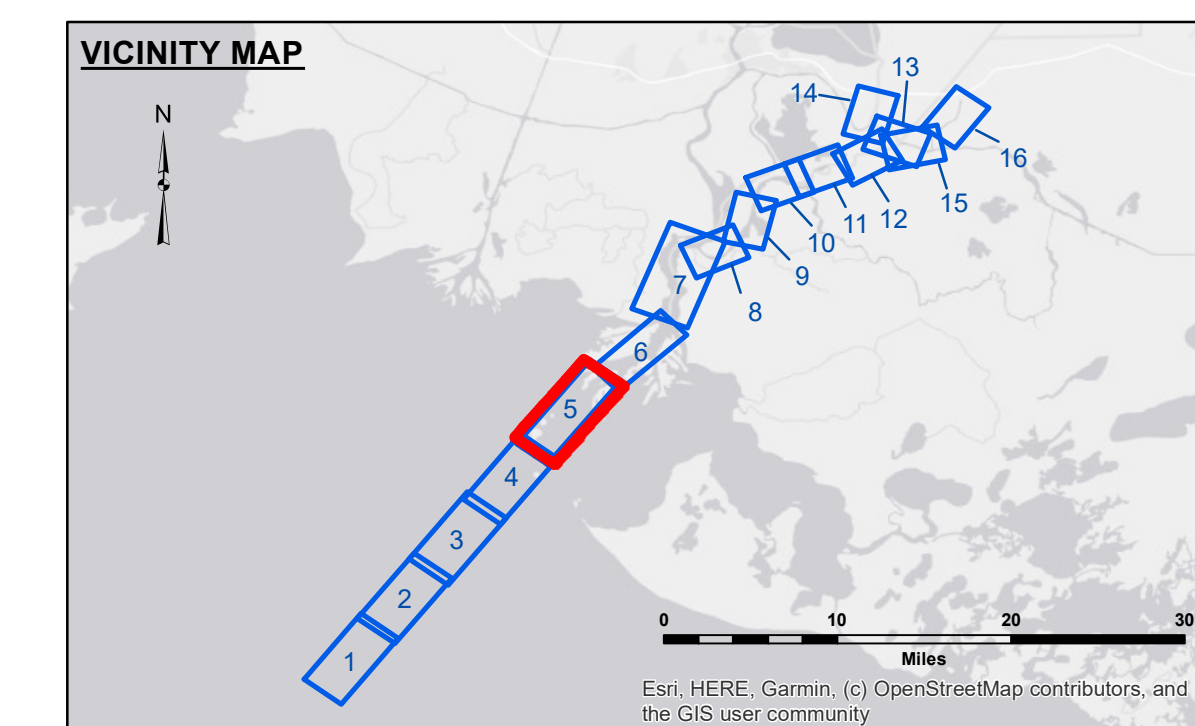 VICINITY MAP
N
13
14
16
15
12
11
10
9
7
8
6
5
4
3
2
1
0 10 20 30
Miles
Esri, HERE, Garmin, (c) OpenStreetMap contributors, and
the GIS user community